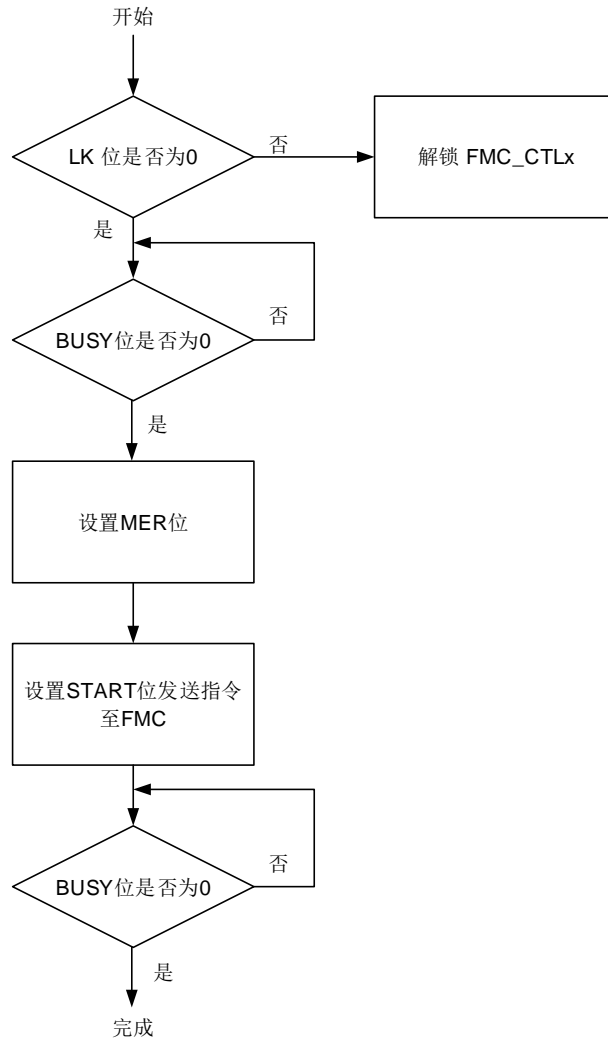 开始
LK 位是否为0
否
解锁 FMC_CTLx
是
BUSY位是否为0
否
是
设置MER位
设置START位发送指令
至FMC
BUSY位是否为0
否
是
完成